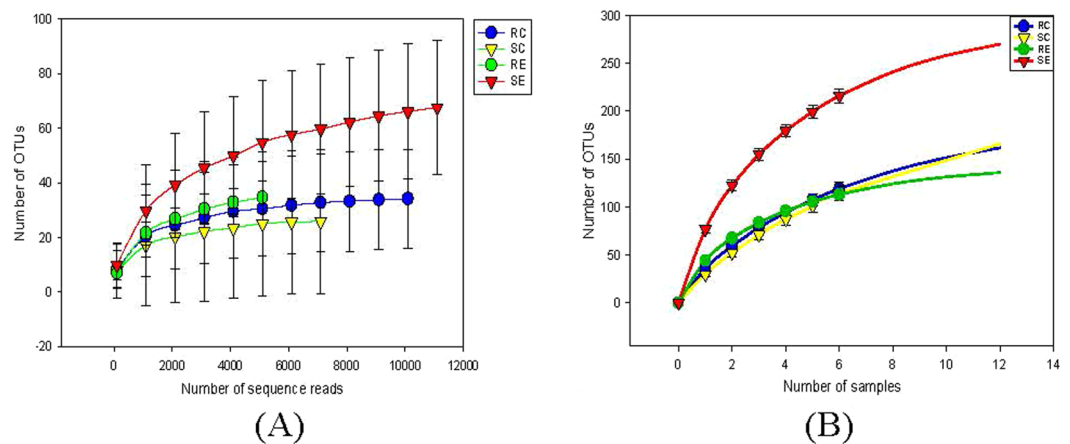 100
80
60
40
20
0
-20
Number of OTUs
0 2000 4000 6000 8000 10000 12000
Number of sequence reads
RC
SC
RE
SE
(A)
300
250
200
150
100
50
0
Number of OTUs
0 2 4 6 8 10 12 14
Number of samples
RC
SC
RE
SE
(B)